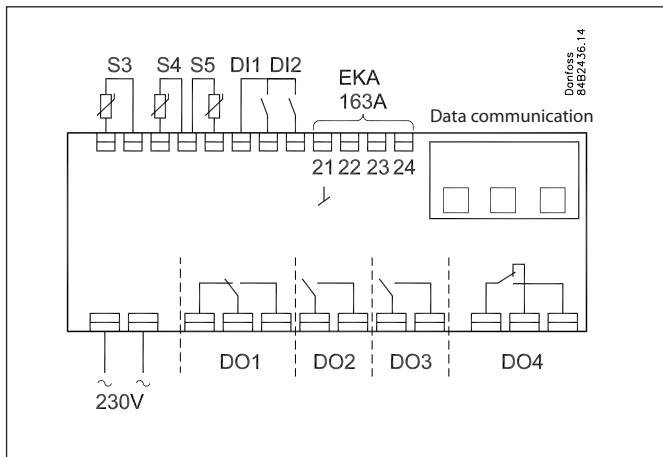 S3 S4 S5 DI1 DI2
EKA
163A
Danfoss
84B2436.14
Data communication
21 22 23 24
DO1 DO2 DO3 DO4
~ ~
230V